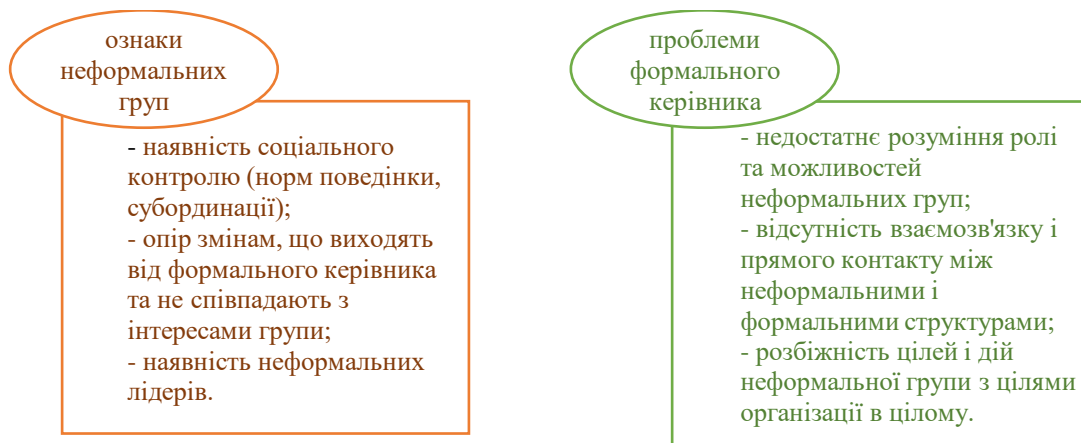 ознаки
неформальних
груп
- наявність соціального
контролю (норм поведінки,
субординації);
- опір змінам, що виходять
від формального керівника
та не співпадають з
інтересами групи;
- наявність неформальних
лідерів.
проблеми
формального
керівника
- недостатнє розуміння ролі
та можливостей
неформальних груп;
- відсутність взаємозв'язку і
прямого контакту між
неформальними і
формальними структурами;
- розбіжність цілей і дій
неформальної групи з цілями
організації в цілому.